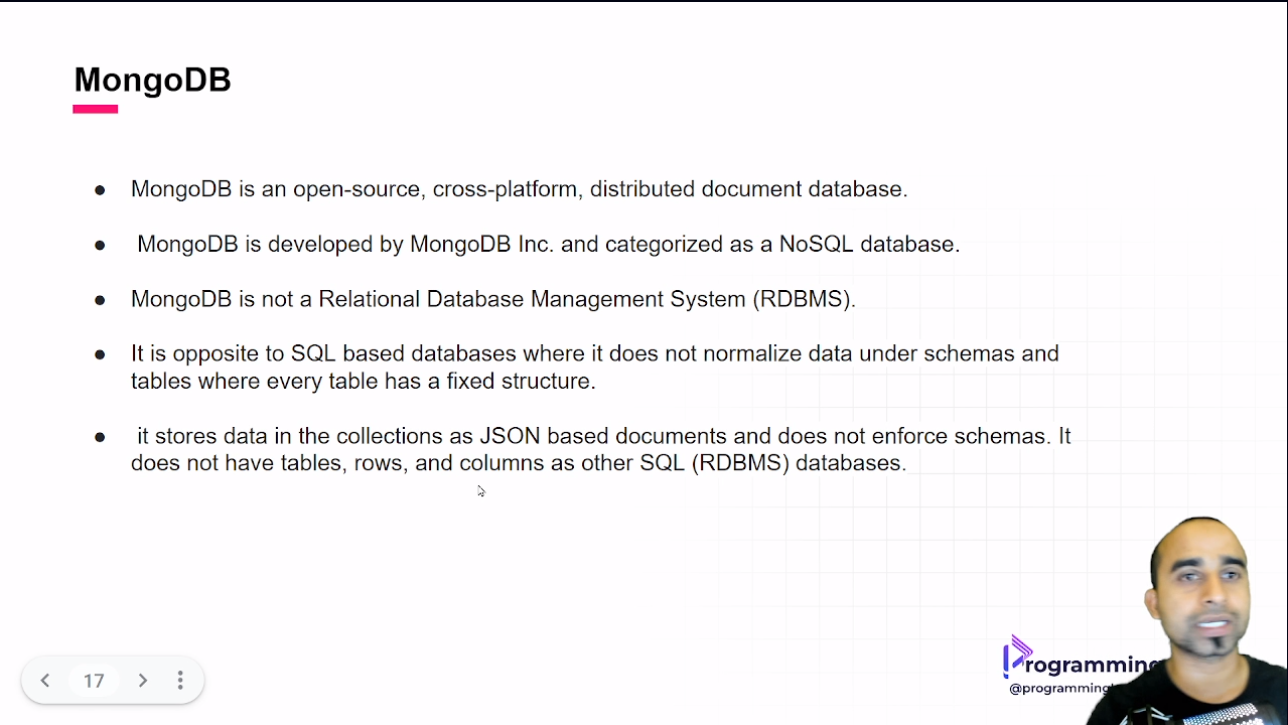 MongoDB
● MongoDB is an open-source, cross-platform, distributed document database.
● MongoDB is developed by MongoDB Inc. and categorized as a NoSQL database.
● MongoDB is not a Relational Database Management System (RDBMS).
● It is opposite to SQL based databases where it does not normalize data under schemas and
tables where every table has a fixed structure.
● it stores data in the collections as JSON based documents and does not enforce schemas. It
does not have tables, rows, and columns as other SQL (RDBMS) databases.
Programming
17